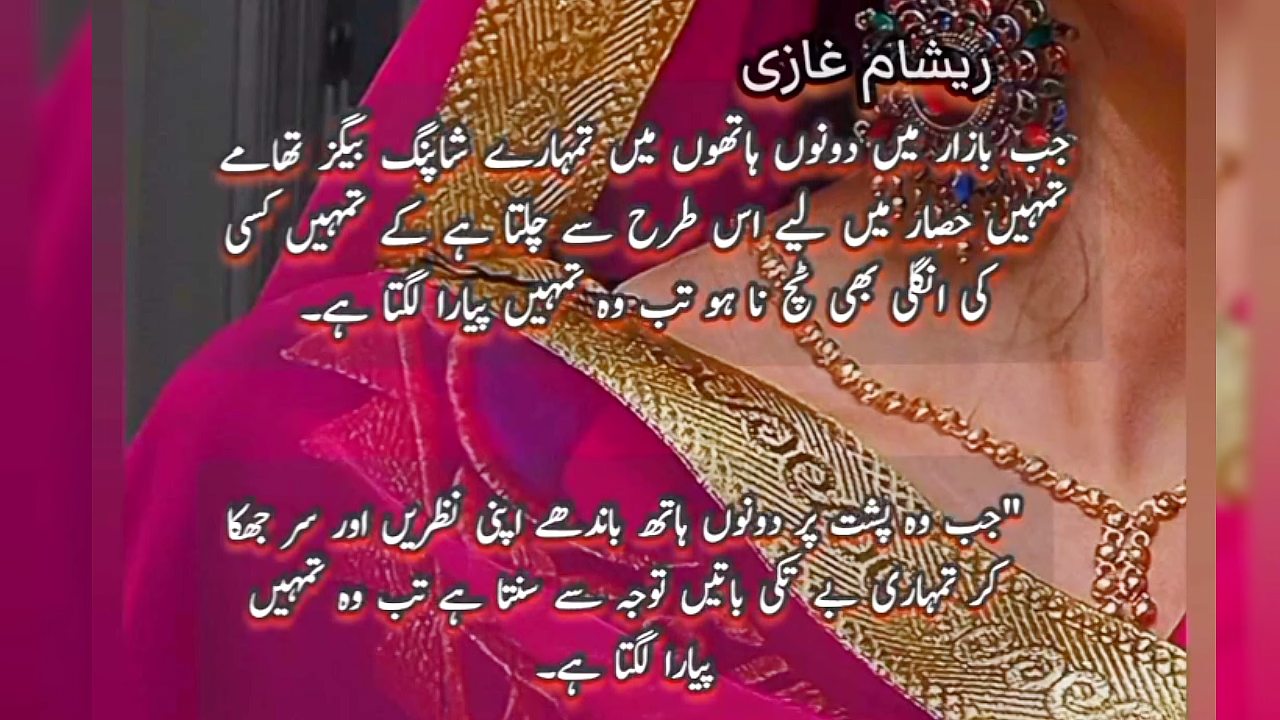 ریشام غازی
جب بازار میں دونوں ہاتھوں میں تمہارے شاپنگ بیگز تھامے
تمہیں حصار میں لیے اس طرح سے چلتا ہے کے تمہیں کسی
کی انگلی بھی ٹچ نا ہو تب وہ تمہیں پیارا لگتا ہے۔
"جب وہ پشت پر دونوں ہاتھ باندھے اپنی نظریں اور سر جھکا
کر تمہاری بے تکی باتیں توجہ سے سنتا ہے تب وہ تمہیں
پیارا لگتا ہے۔